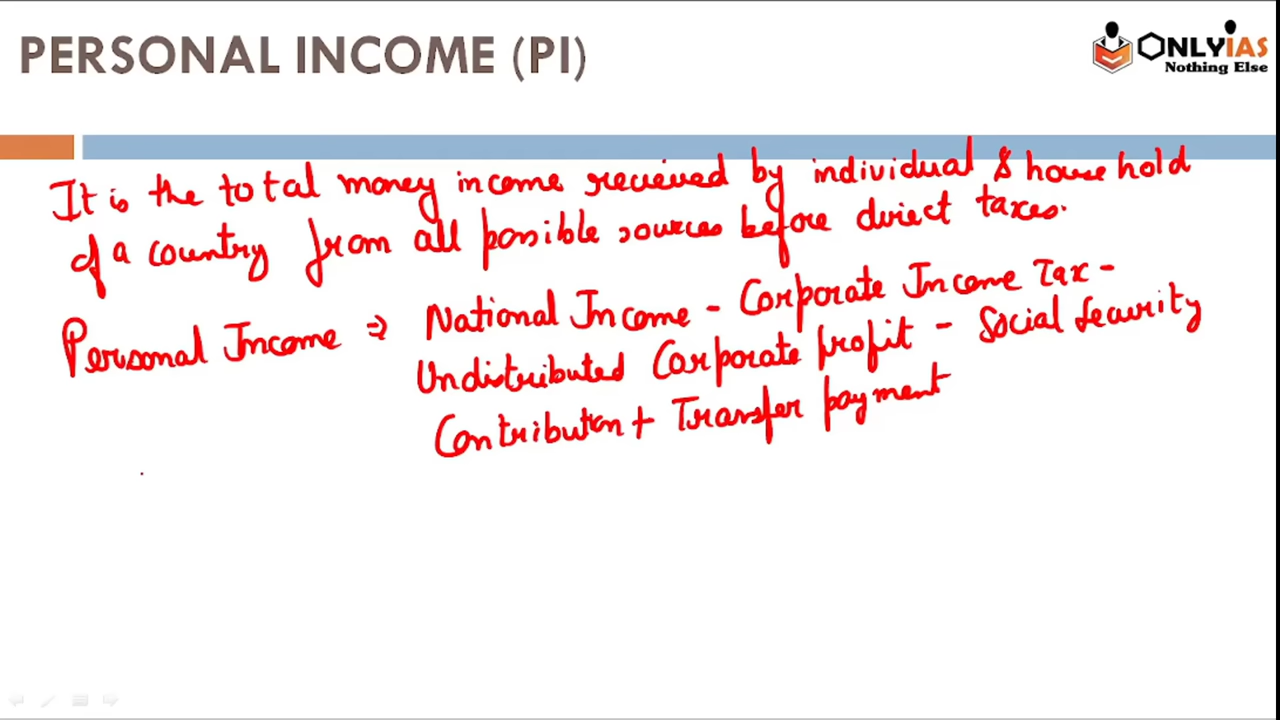 PERSONAL INCOME (PI)
ONLYIAS
Nothing Else
It is the total money income recieved by individual & household
of a country from all possible sources before direct taxes.
Personal Income ⇒ National Income - Corporate Income Tax -
Undistributed Corporate profit - Social Security
Contribution + Transfer payment